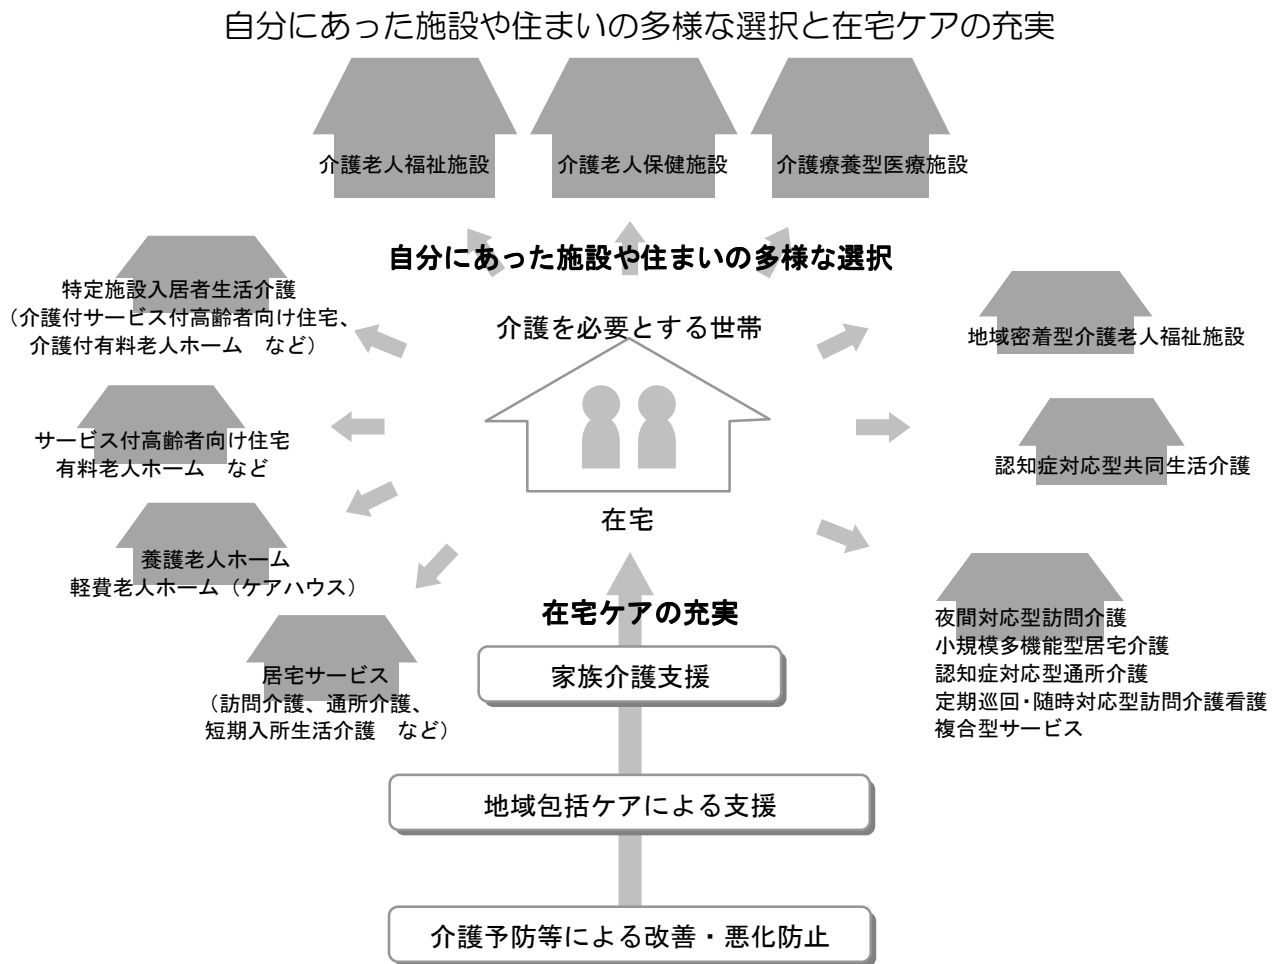 自分にあった施設や住まいの多様な選択と在宅ケアの充実
介護老人福祉施設
介護老人保健施設
介護療養型医療施設
自分にあった施設や住まいの多様な選択
特定施設入居者生活介護
（介護付サービス付高齢者向け住宅、
介護付有料老人ホーム　など）
介護を必要とする世帯
地域密着型介護老人福祉施設
サービス付高齢者向け住宅
有料老人ホーム　など
認知症対応型共同生活介護
在宅
養護老人ホーム
軽費老人ホーム（ケアハウス）
在宅ケアの充実
夜間対応型訪問介護
小規模多機能型居宅介護
認知症対応型通所介護
定期巡回・随時対応型訪問介護看護
複合型サービス
居宅サービス
（訪問介護、通所介護、
短期入所生活介護　など）
家族介護支援
地域包括ケアによる支援
介護予防等による改善・悪化防止